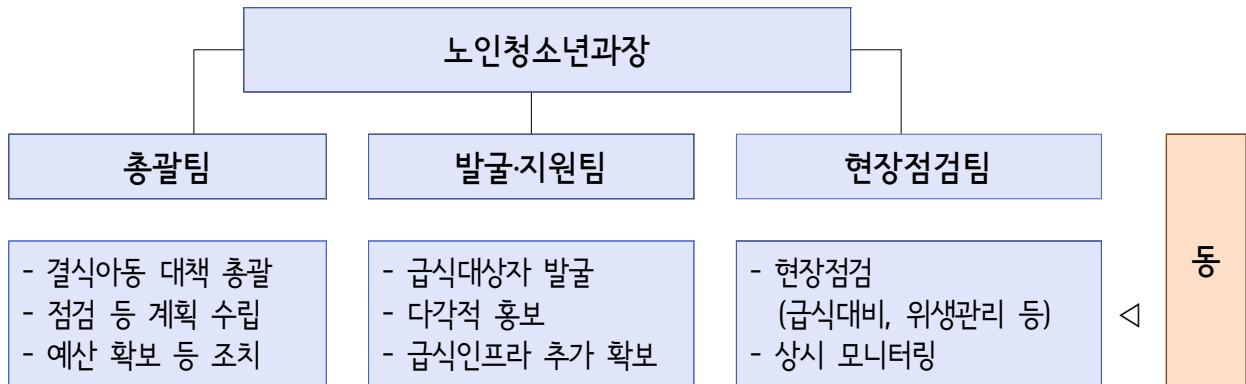 노인청소년과장
총괄팀
발굴·지원팀
현장점검팀
동
- 결식아동 대책 총괄
- 점검 등 계획 수립
- 예산 확보 등 조치
- 급식대상자 발굴
- 다각적 홍보
- 급식인프라 추가 확보
- 현장점검
(급식대비, 위생관리 등)
- 상시 모니터링
◁